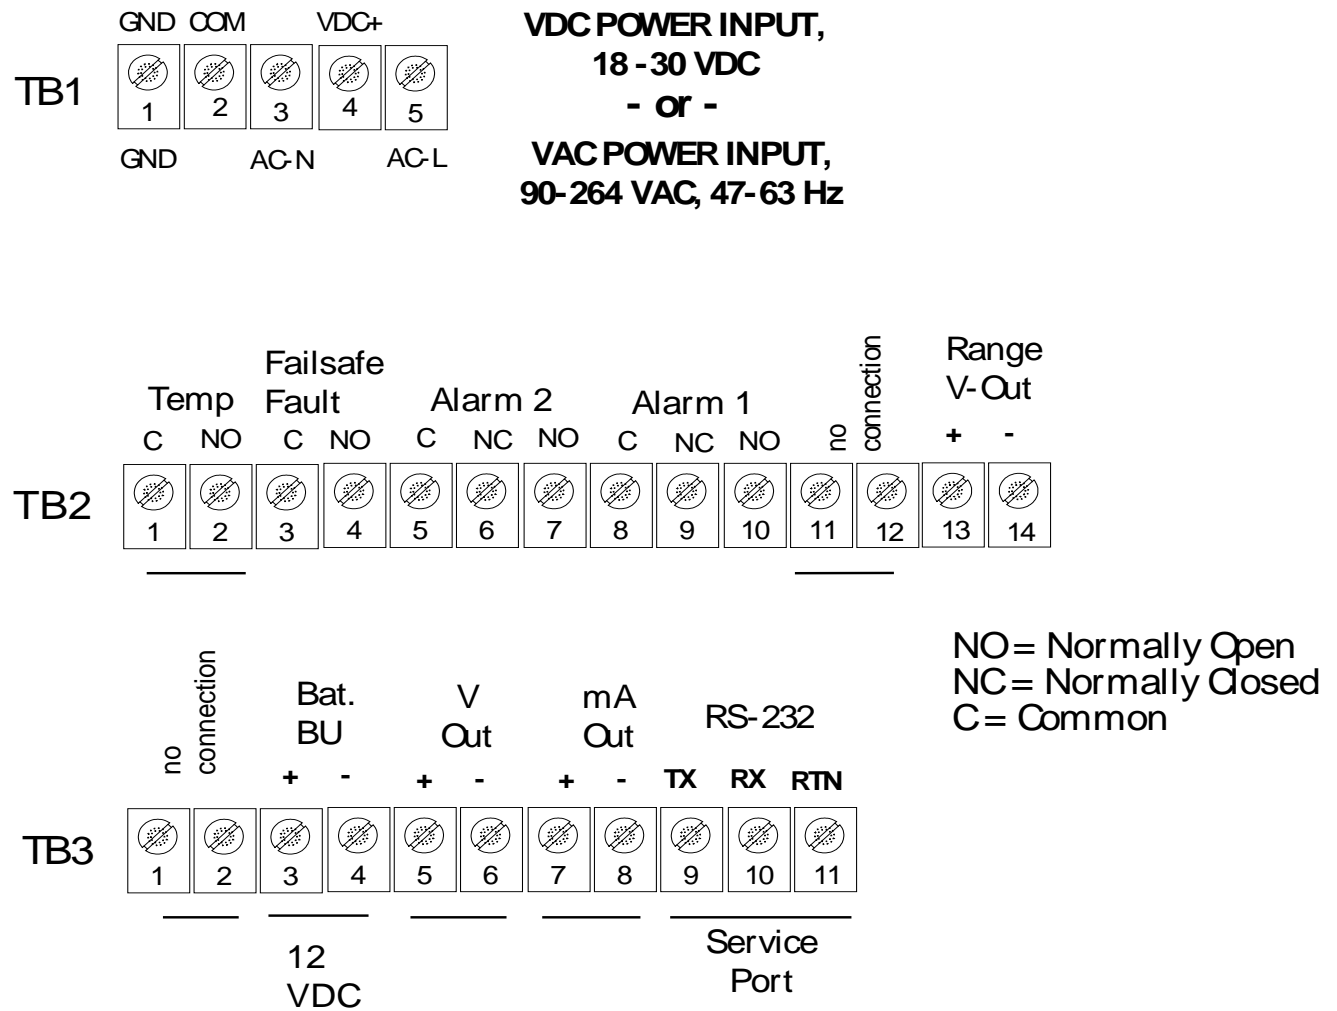 GND COM VDC+
TB1
1 2 3 4 5
GND AC-N AC-L
VDC POWER INPUT,
18 - 30 VDC
- or -
VAC POWER INPUT,
90-264 VAC, 47-63 Hz
Temp
Failsafe
Fault
Alarm 2
Alarm 1
no
connection
Range
V-Out
C NO C NO C NC NO C NC NO + -
TB2
1 2 3 4 5 6 7 8 9 10 11 12 13 14
NO = Normally Open
NC = Normally Closed
C = Common
no
connection
Bat.
BU
V
Out
mA
Out
RS-232
+ - + - + - TX RX RTN
TB3
1 2 3 4 5 6 7 8 9 10 11
12
VDC
Service
Port